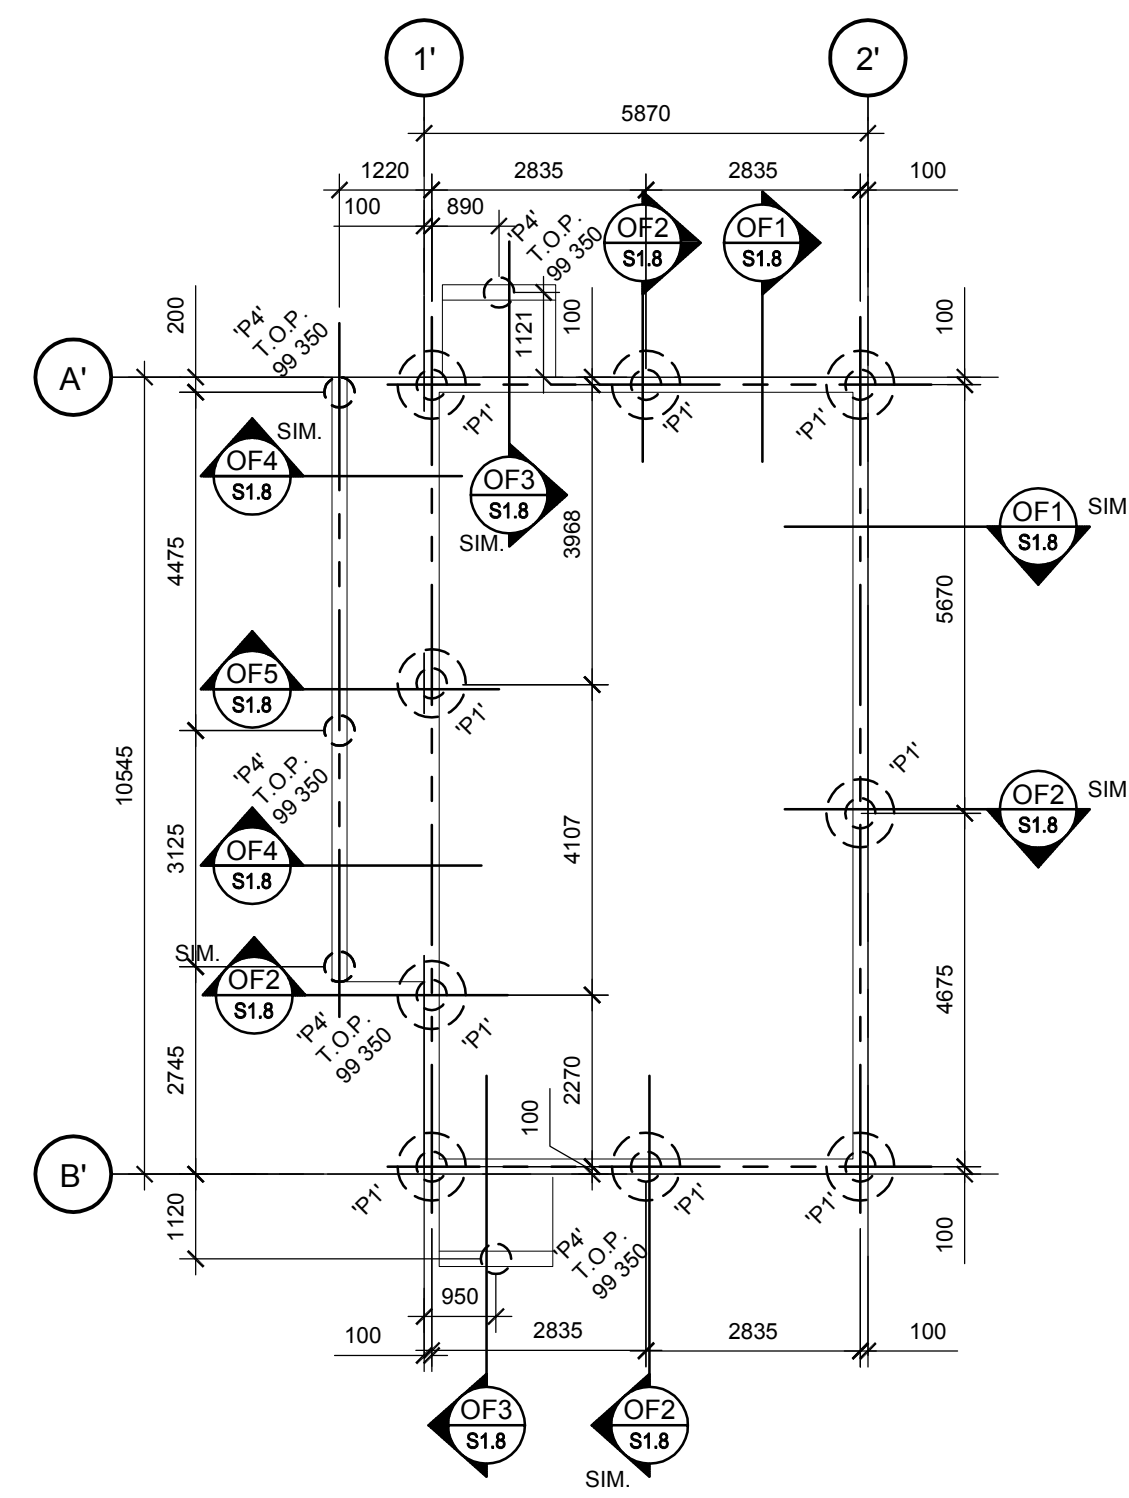 1'
2'
5870
1220
2835
2835
100
100
890
'P4'
T.O.P.
99 350
OF2
S1.8
OF1
S1.8
200
'P4'
T.O.P.
99 350
1121
100
100
A'
'P1'
'P1'
'P1'
SIM.
OF4
S1.8
OF3
S1.8
SIM.
3968
OF1
S1.8
SIM
4475
5670
OF5
S1.8
'P1'
'P4'
T.O.P.
99 350
'P1'
OF2
S1.8
SIM
10545
3125
OF4
S1.8
4107
SIM.
OF2
S1.8
'P4'
T.O.P.
99 350
'P1'
4675
2745
2270
100
B'
'P1'
'P1'
'P1'
1120
'P4'
T.O.P.
99 350
100
950
100
2835
2835
100
OF3
S1.8
OF2
S1.8
SIM.